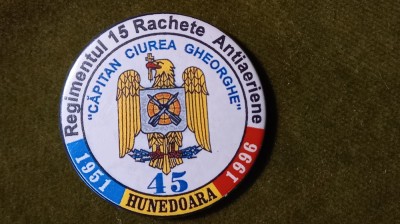 Regimentul 15 Rachete Antiaeriene
"CĂPITAN CIUREA GHEORGHE"
45
1951 HUNEDOARA 1996